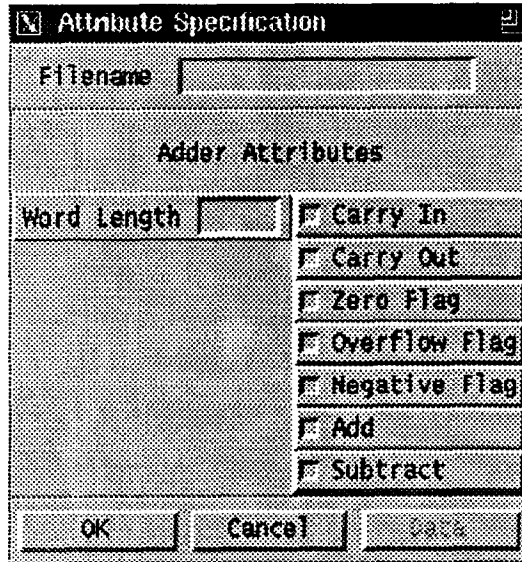 Attribute Specification
Filename
Adder Attributes
Word Length
Carry In
Carry Out
Zero Flag
Overflow Flag
Negative Flag
Add
Subtract
OK Cancel Data